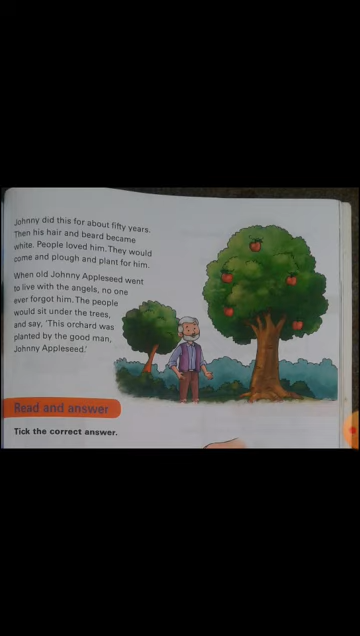 Johnny did this for about fifty years.
Then his hair and beard became
white. People loved him. They would
come and plough and plant for him.
When old Johnny Appleseed went
to live with the angels, no one
ever forgot him. The people
would sit under the trees,
and say, ‘This orchard was
planted by the good man,
Johnny Appleseed.’
Read and answer
Tick the correct answer.